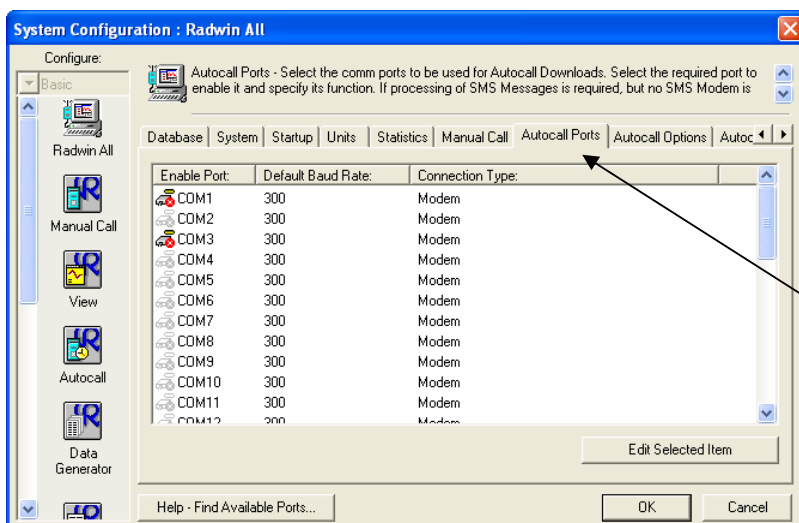 System Configuration : Radwin All
Configure:
Basic
Radwin All
Manual Call
View
Autocall
Data
Generator
Autocall Ports - Select the comm ports to be used for Autocall Downloads. Select the required port to
enable it and specify its function. If processing of SMS Messages is required, but no SMS Modem is
Database System Startup Units Statistics Manual Call Autocall Ports Autocall Options Autoc
Enable Port: Default Baud Rate: Connection Type:
COM1 300 Modem
COM2 300 Modem
COM3 300 Modem
COM4 300 Modem
COM5 300 Modem
COM6 300 Modem
COM7 300 Modem
COM8 300 Modem
COM9 300 Modem
COM10 300 Modem
COM11 300 Modem
COM12 300 Modem
Edit Selected Item
Help - Find Available Ports... OK Cancel